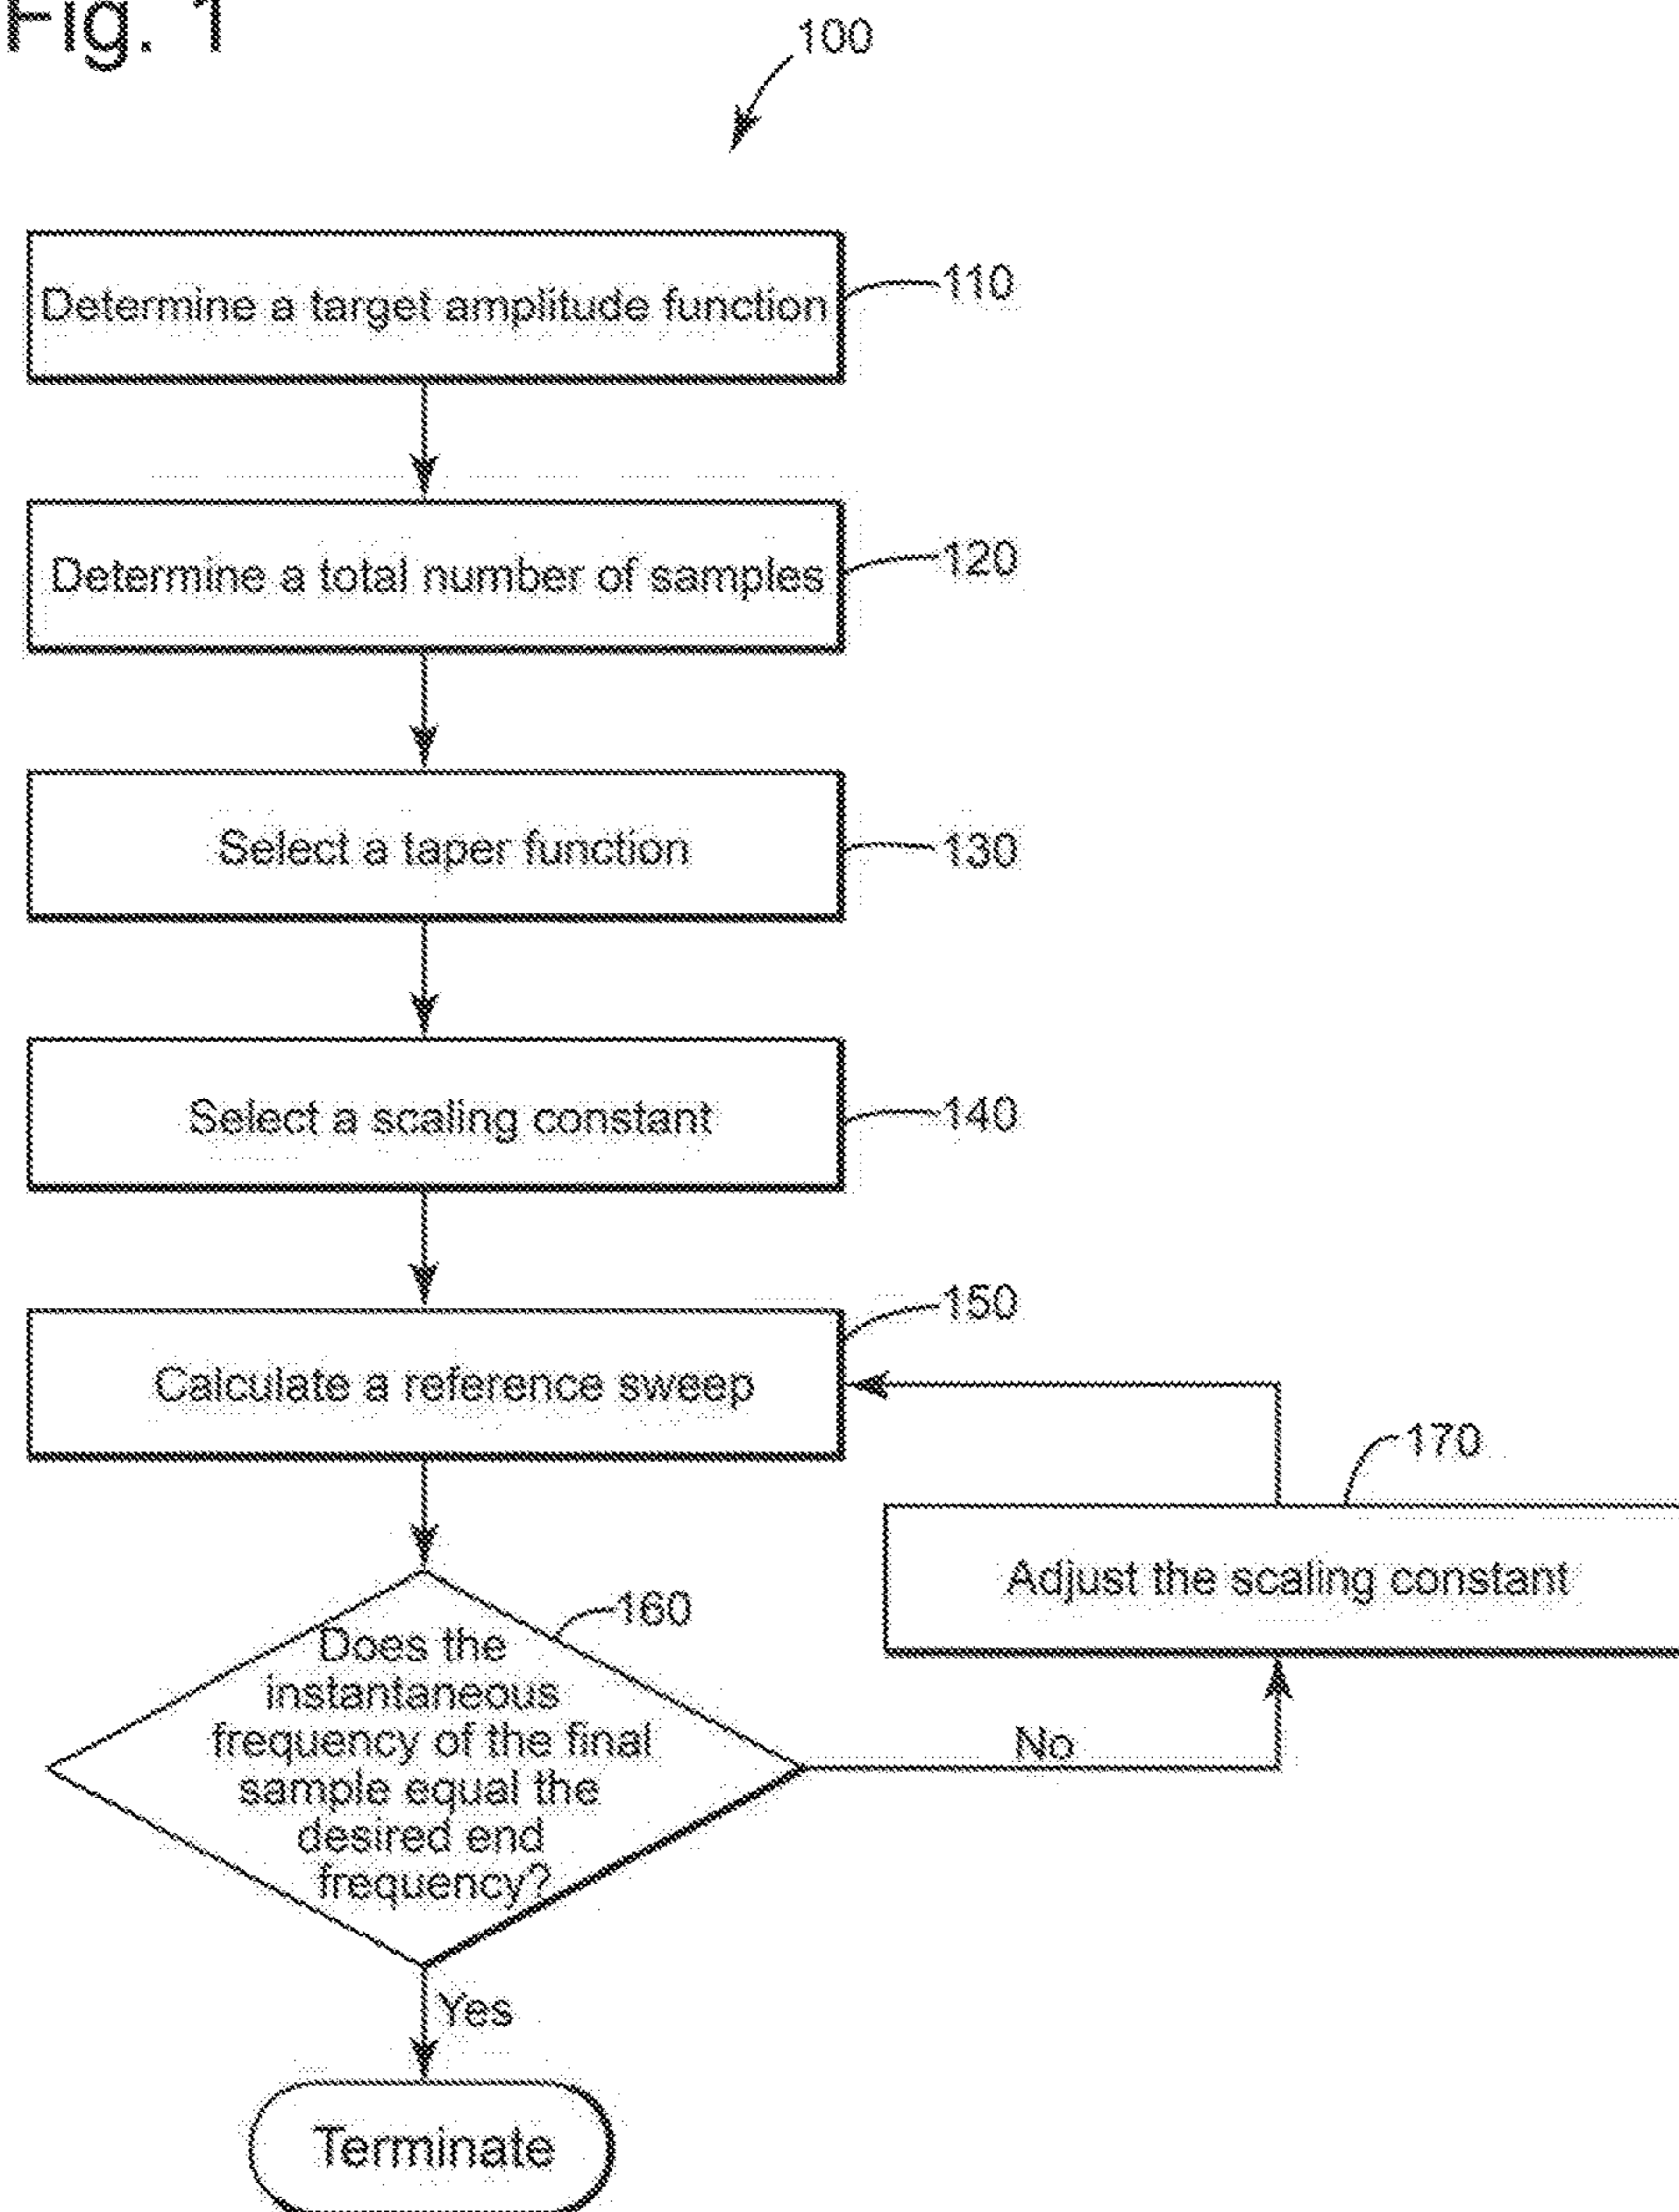 Fig. 1
100
Determine a target amplitude function
110
Determine a total number of samples
120
Select a taper function
130
Select a scaling constant
140
150
Calculate a reference sweep
170
Adjust the scaling constant
160
Does the
instantaneous
frequency of the final
sample equal the
desired end
frequency?
No
Yes
Terminate